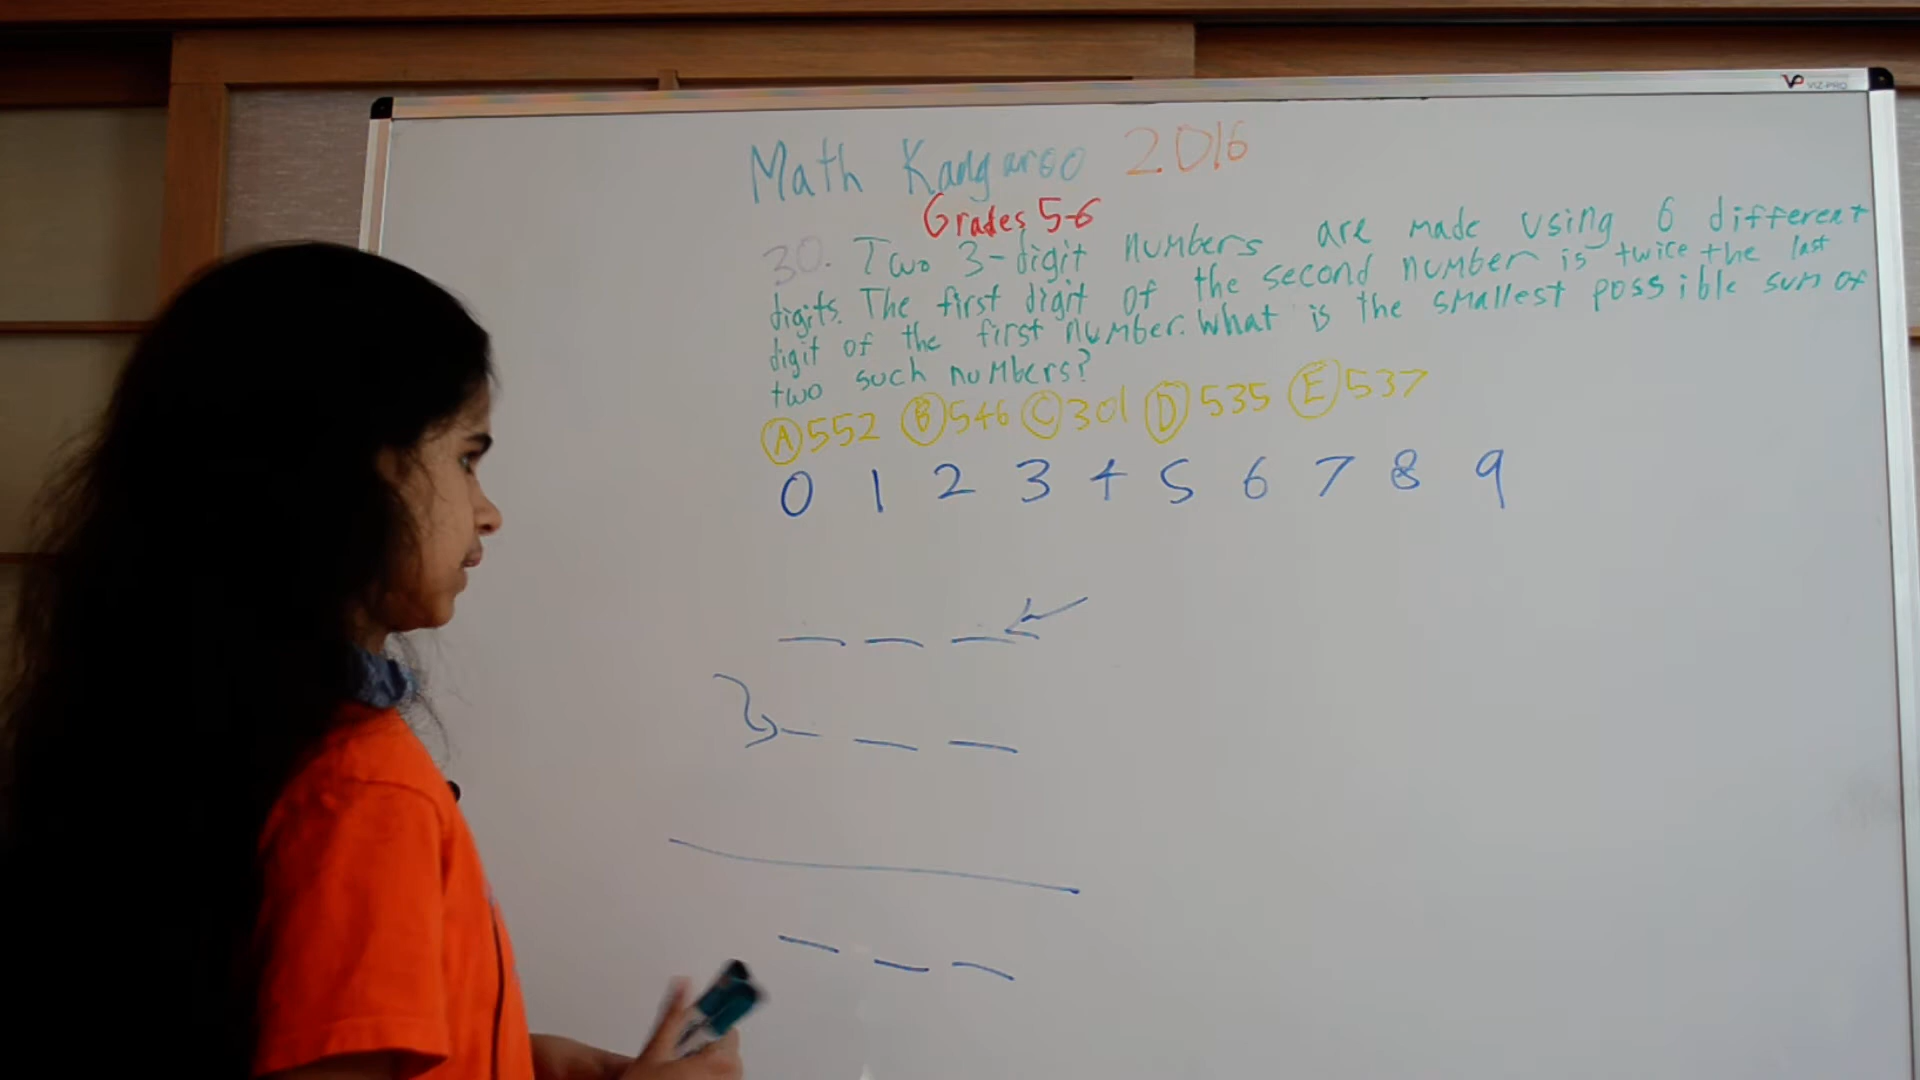 VIZ-PRO
Math Kangaroo 2016
Grades 5-6
30. Two 3-digit numbers are made using 6 different
digits. The first digit of the second number is twice the last
digit of the first number. What is the smallest possible sum of
two such numbers?
A 552 B 546 C 301 D 535 E 537
0 1 2 3 4 5 6 7 8 9